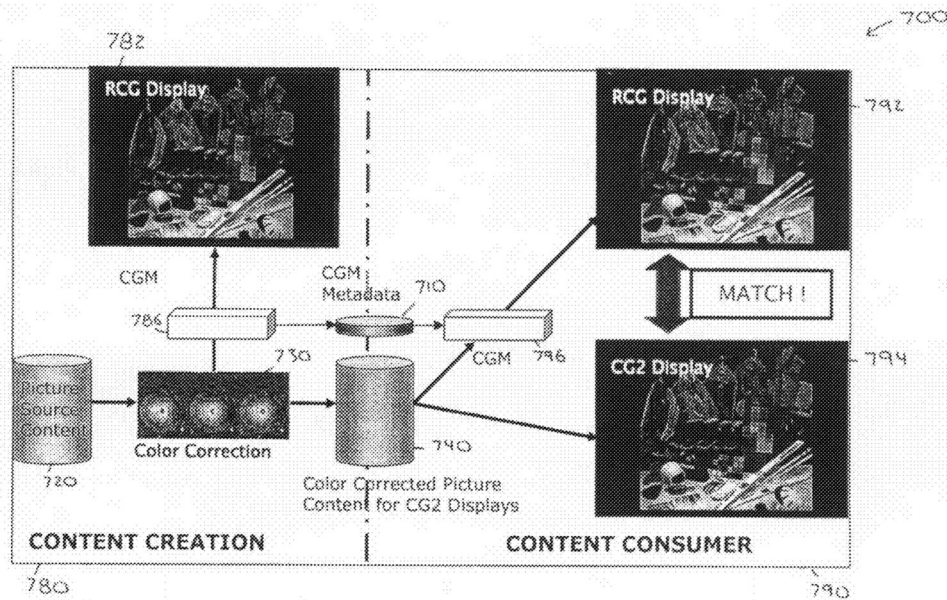 700
782
RCG Display
RCG Display
792
CGM
CGM
Metadata
710
MATCH !
786
796
CGM
730
794
CG2 Display
Picture
Source
Content
Color Correction
720
740
Color Corrected Picture
Content for CG2 Displays
CONTENT CREATION
CONTENT CONSUMER
780
790